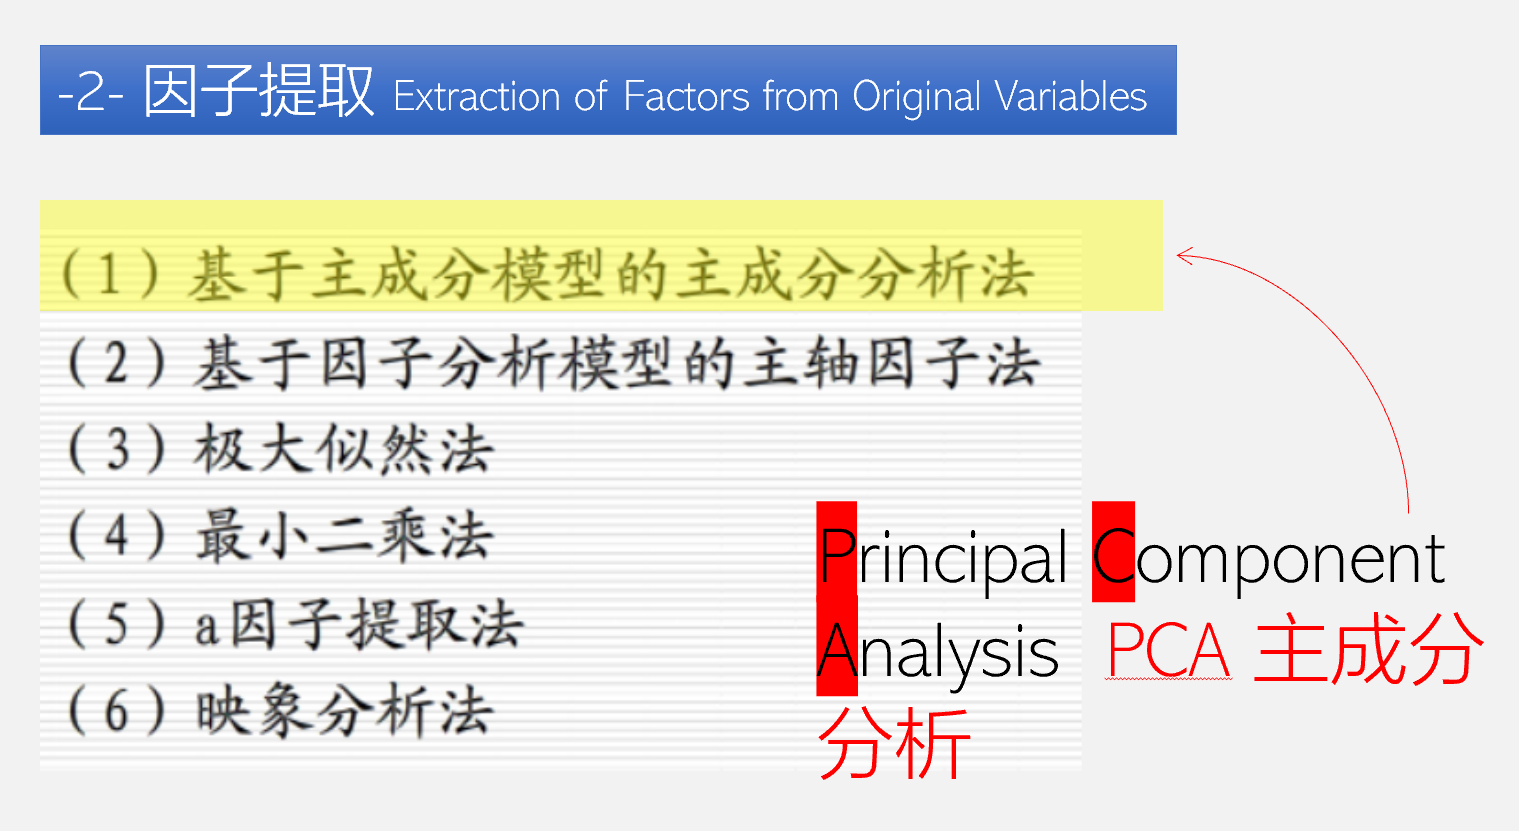 -2- 因子提取 Extraction of Factors from Original Variables
（1）基于主成分模型的主成分分析法
（2）基于因子分析模型的主轴因子法
（3）极大似然法
（4）最小二乘法
（5）a因子提取法
（6）映象分析法
Principal Component
Analysis PCA 主成分
分析